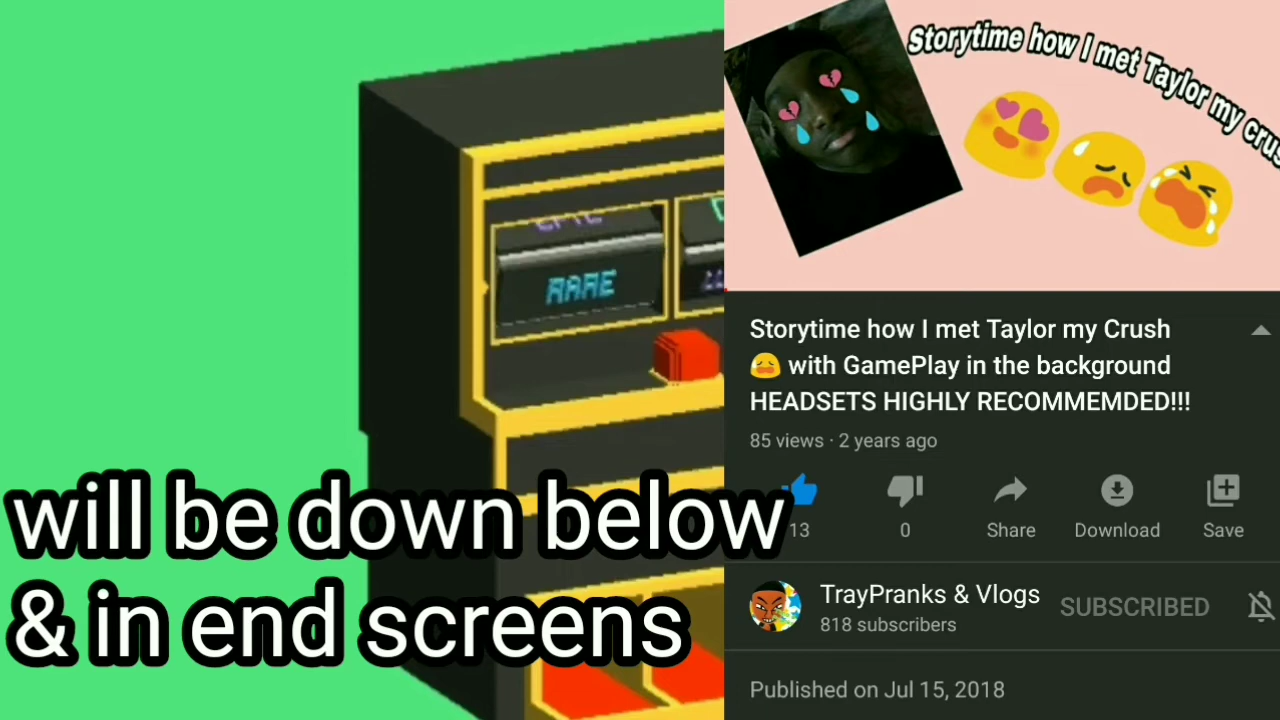 Storytime how I met Taylor my crus
EPIC
RARE
Storytime how I met Taylor my Crush
😩 with GamePlay in the background
HEADSETS HIGHLY RECOMMEMDED!!!
85 views · 2 years ago
13
0
Share
Download
Save
will be down below
& in end screens
TrayPranks & Vlogs
818 subscribers
SUBSCRIBED
Published on Jul 15, 2018